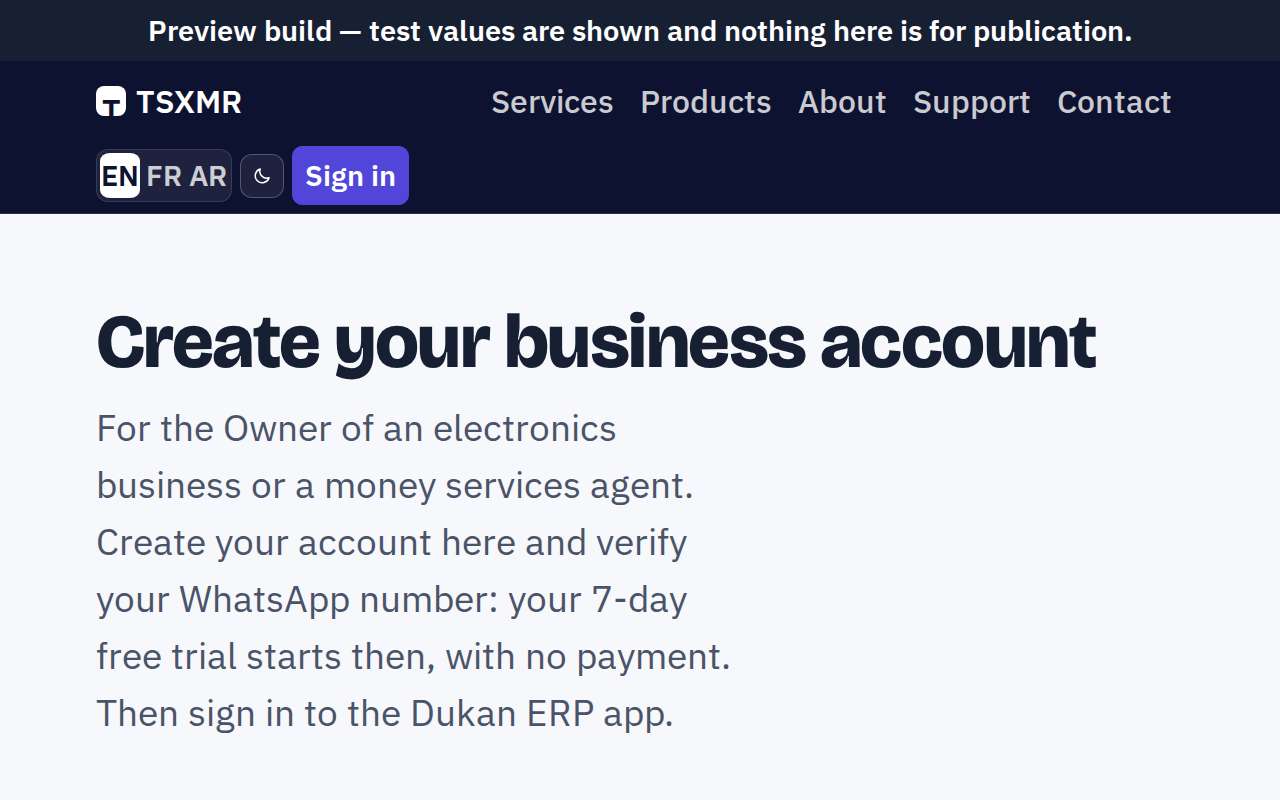 Preview build — test values are shown and nothing here is for publication.
TSXMR
Services Products About Support Contact
EN FR AR
Sign in
Create your business account
For the Owner of an electronics
business or a money services agent.
Create your account here and verify
your WhatsApp number: your 7-day
free trial starts then, with no payment.
Then sign in to the Dukan ERP app.